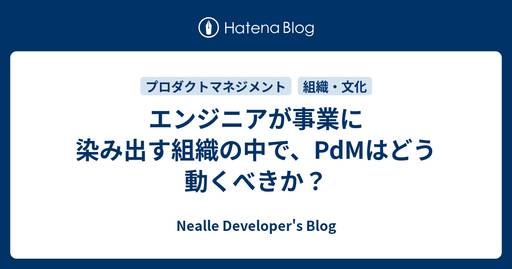 Hatena Blog
プロダクトマネジメント 組織・文化
エンジニアが事業に
染み出す組織の中で、PdMはどう
動くべきか？
Nealle Developer's Blog